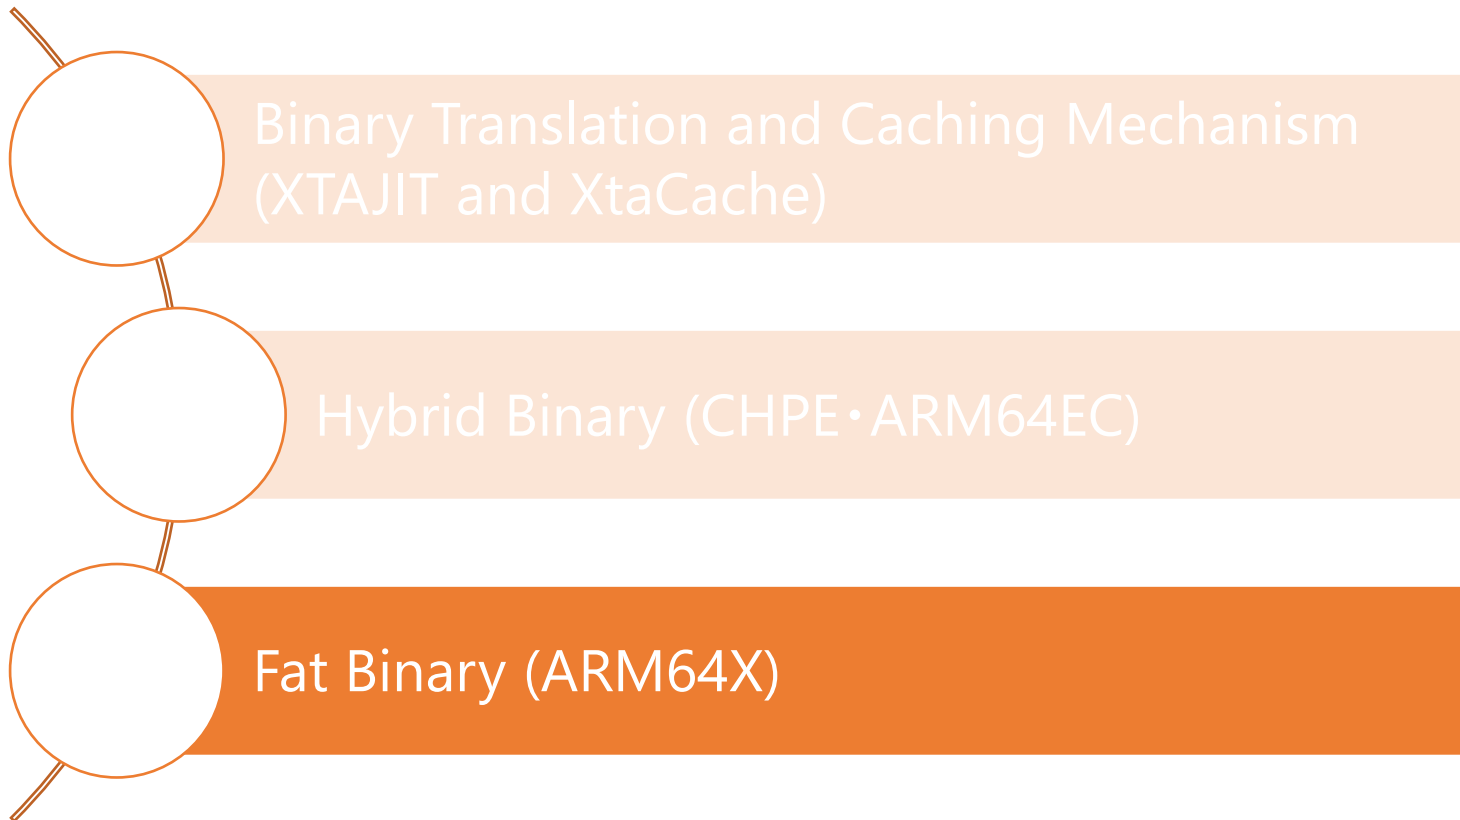 Binary Translation and Caching Mechanism
(XTAJIT and XtaCache)
Hybrid Binary (CHPE・ARM64EC)
Fat Binary (ARM64X)